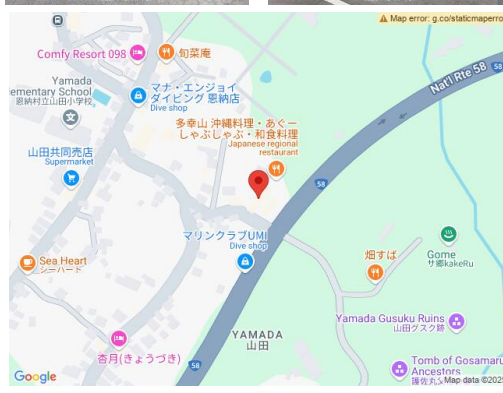 Map error: g.co/staticmaperro
Comfy Resort 098
旬菜庵
58
Nat'l Rte 58
58
Yamada
ementary School
恩納村立山田小学校
マナ・エンジョイ
ダイビング 恩納店
Dive shop
多幸山 沖縄料理・あぐー
しゃぶしゃぶ・和食料理
Japanese regional
restaurant
山田共同売店
Supermarket
58
マリンクラブUMI
Dive shop
Sea Heart
シーハート
畑すば
Gome
Yamada Gusuku Ruins
山田グスク跡
YAMADA
山田
杏月(きょうづき)
58
Tomb of Gosamaru
Ancestors
護佐丸
Google
Map data ©2025